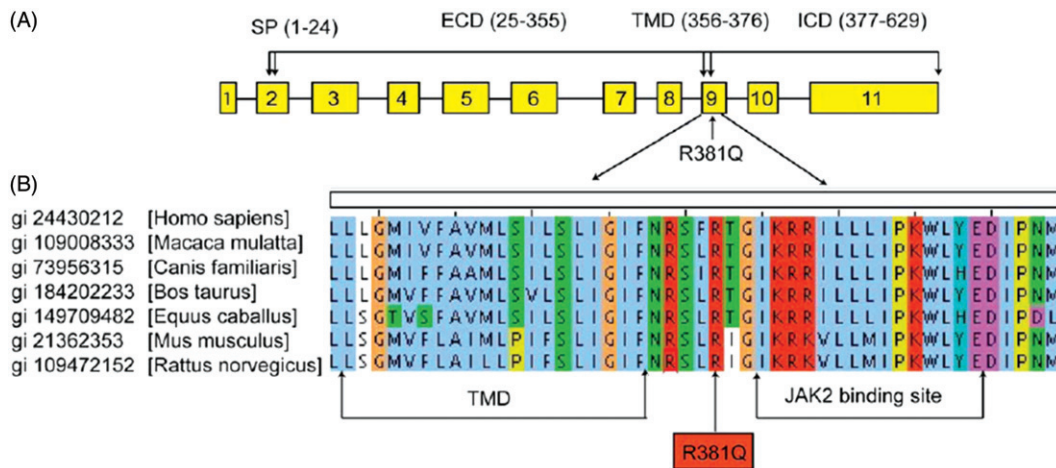 (A)
SP (1-24) ECD (25-355) TMD (356-376) ICD (377-629)
1 2 3 4 5 6 7 8 9 10 11
R381Q
(B)
gi 24430212 [Homo sapiens] LLLGMIVFAVMLSILSLIGIFNRSFRTGIKRRILLLIPKWLYEDIPNM
gi 109008333 [Macaca mulatta] LLLGMIVFAVMLSILSLIGIFNRSFRTGIKRRILLLIPKWLYEDIPNM
gi 73956315 [Canis familiaris] LLLGMIFFAAMLSILSLIGIFNRSIRTGIKRRILLLIPKWLHEDIPNM
gi 184202233 [Bos taurus] LLLGMVFFAVMLSVLSLIGIFNRSLRTGIKRRILLLIPKWLYEDIPNM
gi 149709482 [Equus caballus] LLSGTVSFAVMLSILSLIGIFNRSLRTGIKRRILLLIPKWLHEDIPDL
gi 21362353 [Mus musculus] LLSGMVFLAILLPIFSLIGIFNRSLRIGIKRKVLLMIPKWLYEDIPNM
gi 109472152 [Rattus norvegicus] LLSGMVFLAILLPIFSLIGIFNRSLRIGIKRKVLLMIPKWLYEDIPNM
TMD JAK2 binding site
R381Q